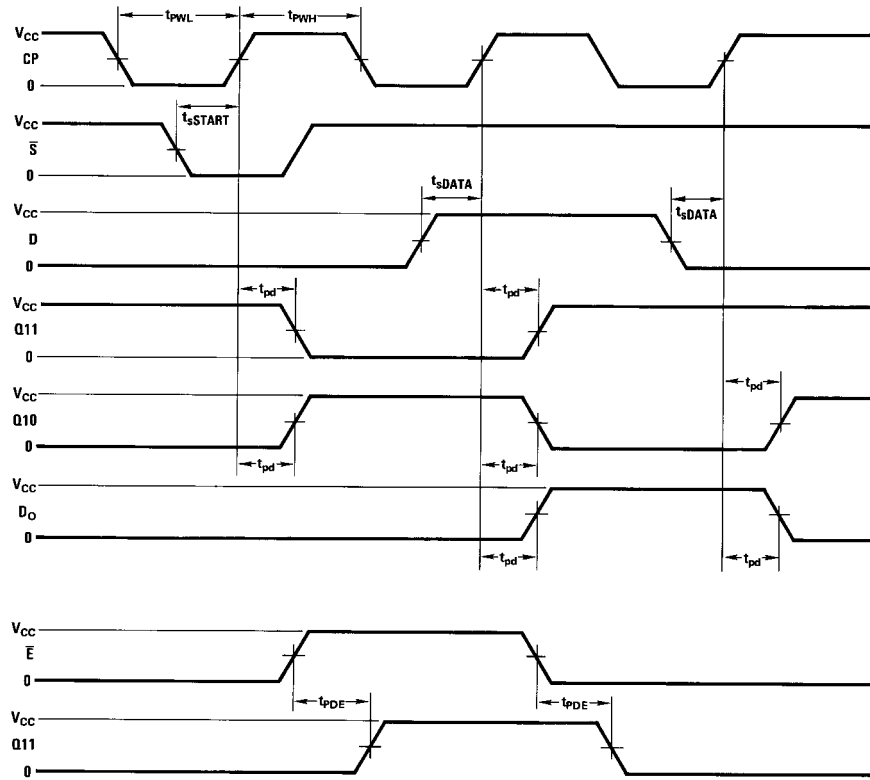 tPWL tPWH
VCC
CP
0
tsSTART
VCC
S̅
0
tsDATA tsDATA
VCC
D
0
tpd tpd
VCC
Q11
0
tpd
VCC
Q10
0
tpd tpd
VCC
DO
0
tpd tpd
VCC
E̅
0
tPDE tPDE
VCC
Q11
0